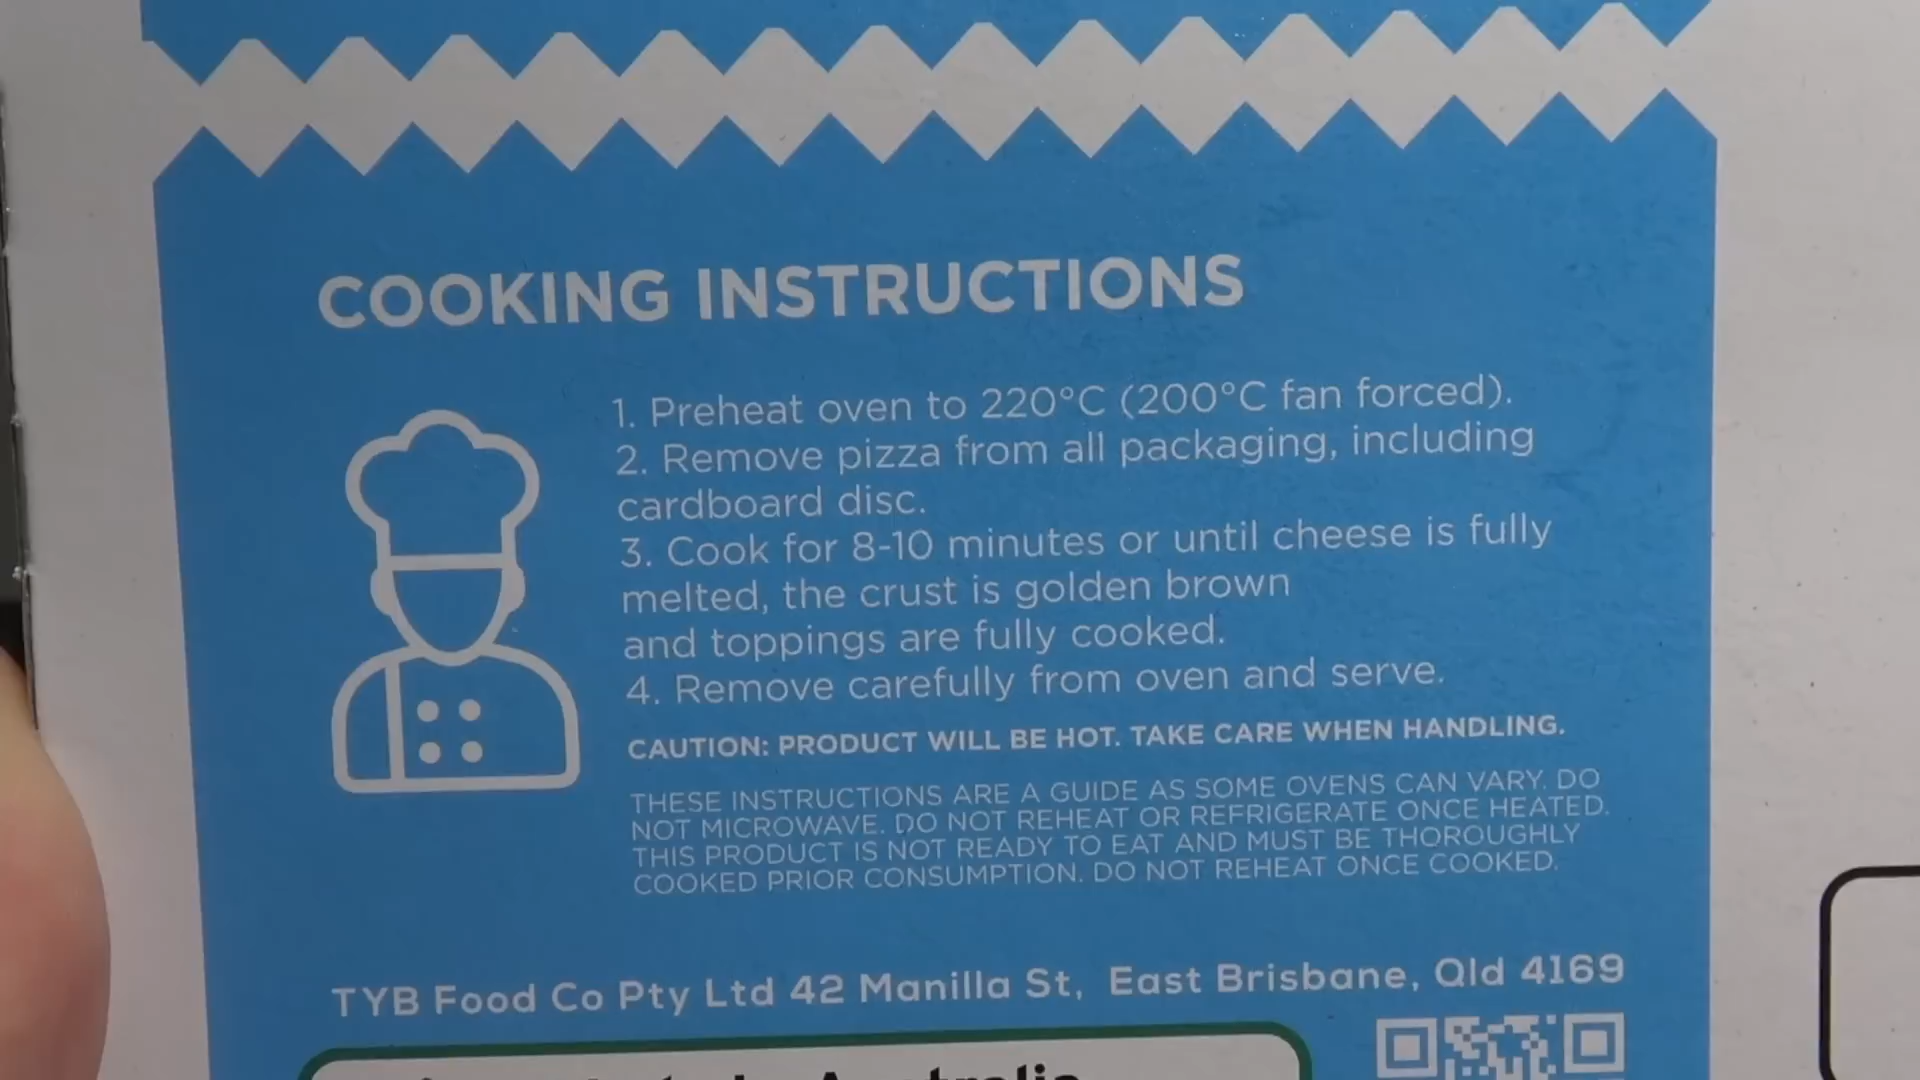 COOKING INSTRUCTIONS
1. Preheat oven to 220°C (200°C fan forced).
2. Remove pizza from all packaging, including
cardboard disc.
3. Cook for 8-10 minutes or until cheese is fully
melted, the crust is golden brown
and toppings are fully cooked.
4. Remove carefully from oven and serve.
CAUTION: PRODUCT WILL BE HOT. TAKE CARE WHEN HANDLING.
THESE INSTRUCTIONS ARE A GUIDE AS SOME OVENS CAN VARY. DO
NOT MICROWAVE. DO NOT REHEAT OR REFRIGERATE ONCE HEATED.
THIS PRODUCT IS NOT READY TO EAT AND MUST BE THOROUGHLY
COOKED PRIOR CONSUMPTION. DO NOT REHEAT ONCE COOKED.
TYB Food Co Pty Ltd 42 Manilla St, East Brisbane, Qld 4169
Australia